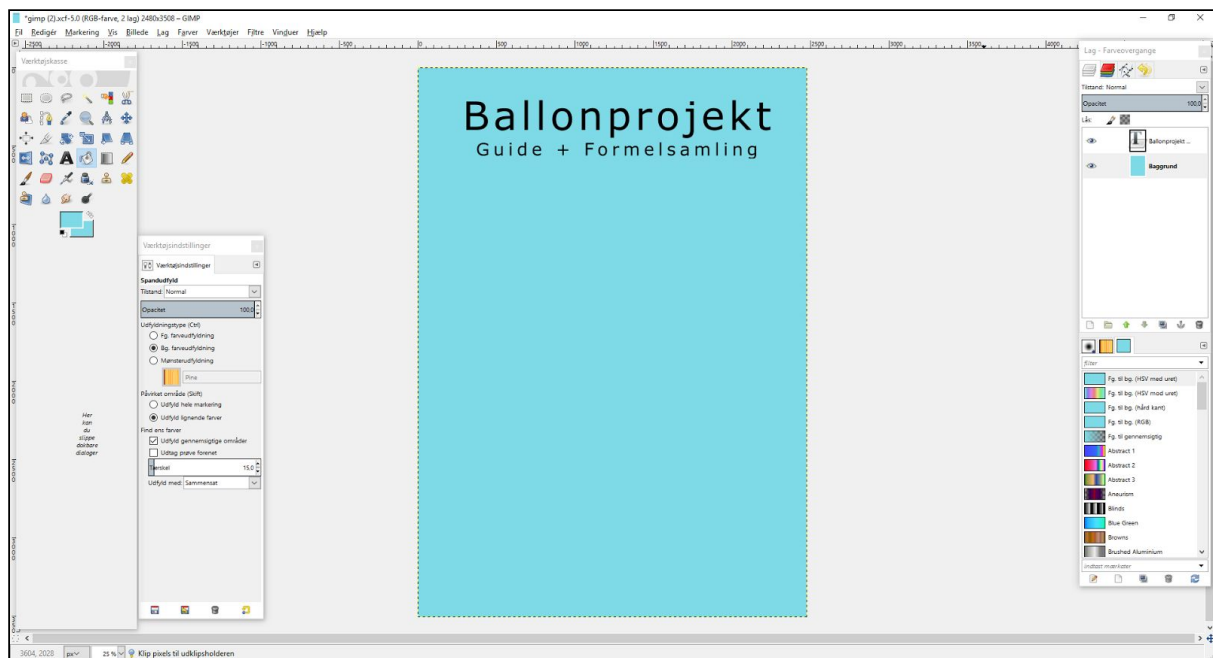 *gimp (2).xcf-5.0 (RGB-farve, 2 lag) 2480x3508 – GIMP
Fil Redigér Markering Vis Billede Lag Farver Værktøjer Filtre Vinduer Hjælp
Værktøjskasse
Ballonprojekt
Guide + Formelsamling
Her
kan
du
slippe
dokbare
dialoger
Værktøjsindstillinger
Værktøjsindstillinger
Spandudfyld
Tilstand: Normal
Opacitet 100,0
Udfyldningstype (Ctrl)
Fg. farveudfyldning
Bg. farveudfyldning
Mønsterudfyldning
Pine
Påvirket område (Skift)
Udfyld hele markering
Udfyld lignende farver
Find ens farver
Udfyld gennemsigtige områder
Udtag prøve forenet
Tærskel 15,0
Udfyld med: Sammensat
Lag - Farveovergange
Tilstand: Normal
Opacitet 100,0
Lås:
Ballonprojekt ...
Baggrund
filter
Fg. til bg. (HSV med uret)
Fg. til bg. (HSV mod uret)
Fg. til bg. (hård kant)
Fg. til bg. (RGB)
Fg. til gennemsigtig
Abstract 1
Abstract 2
Abstract 3
Aneurism
Blinds
Blue Green
Browns
Brushed Aluminium
indtast mærkater
3604, 2028 px 25 % Klip pixels til udklipsholderen